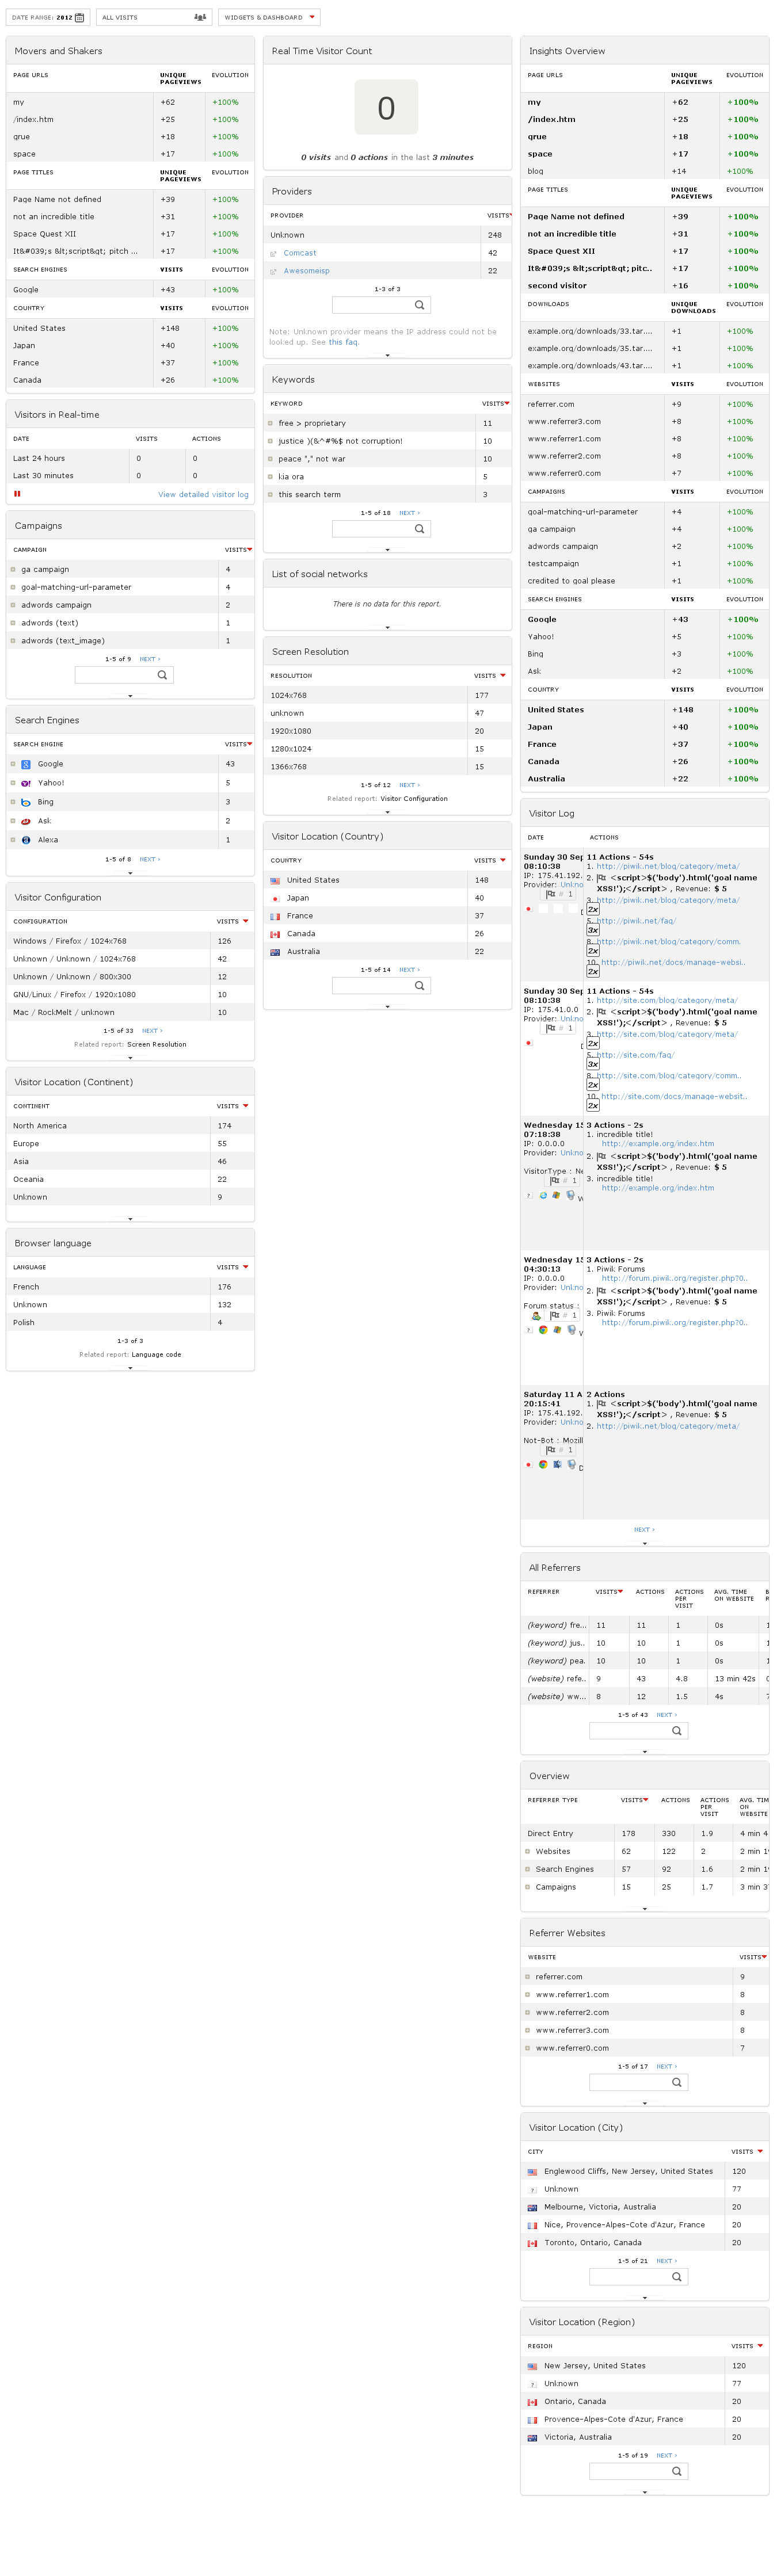 DATE RANGE: 2012
ALL VISITS
WIDGETS & DASHBOARD
Movers and Shakers
PAGE URLS UNIQUE PAGEVIEWS EVOLUTION
my +62 +100%
/index.htm +25 +100%
qrue +18 +100%
space +17 +100%
PAGE TITLES UNIQUE PAGEVIEWS EVOLUTION
Page Name not defined +39 +100%
not an incredible title +31 +100%
Space Quest XII +17 +100%
It&#039;s &lt;script&gt; pitch ... +17 +100%
SEARCH ENGINES VISITS EVOLUTION
Google +43 +100%
COUNTRY VISITS EVOLUTION
United States +148 +100%
Japan +40 +100%
France +37 +100%
Canada +26 +100%
Visitors in Real-time
DATE VISITS ACTIONS
Last 24 hours 0 0
Last 30 minutes 0 0
View detailed visitor log
Campaigns
CAMPAIGN VISITS
ga campaign 4
goal-matching-url-parameter 4
adwords campaign 2
adwords (text) 1
adwords (text_image) 1
1-5 of 9 NEXT ›
Search Engines
SEARCH ENGINE VISITS
Google 43
Yahoo! 5
Bing 3
Ask 2
Alexa 1
1-5 of 8 NEXT ›
Visitor Configuration
CONFIGURATION VISITS
Windows / Firefox / 1024x768 126
Unknown / Unknown / 1024x768 42
Unknown / Unknown / 800x300 12
GNU/Linux / Firefox / 1920x1080 10
Mac / RockMelt / unknown 10
1-5 of 33 NEXT ›
Related report: Screen Resolution
Visitor Location (Continent)
CONTINENT VISITS
North America 174
Europe 55
Asia 46
Oceania 22
Unknown 9
Browser language
LANGUAGE VISITS
French 176
Unknown 132
Polish 4
1-3 of 3
Related report: Language code
Real Time Visitor Count
0
0 visits and 0 actions in the last 3 minutes
Providers
PROVIDER VISITS
Unknown 248
Comcast 42
Awesomeisp 22
1-3 of 3
Note: Unknown provider means the IP address could not be
looked up. See this faq.
Keywords
KEYWORD VISITS
free > proprietary 11
justice )(&^#%$ not corruption! 10
peace "," not war 10
kia ora 5
this search term 3
1-5 of 18 NEXT ›
List of social networks
There is no data for this report.
Screen Resolution
RESOLUTION VISITS
1024x768 177
unknown 47
1920x1080 20
1280x1024 15
1366x768 15
1-5 of 12 NEXT ›
Related report: Visitor Configuration
Visitor Location (Country)
COUNTRY VISITS
United States 148
Japan 40
France 37
Canada 26
Australia 22
1-5 of 14 NEXT ›
Insights Overview
PAGE URLS UNIQUE PAGEVIEWS EVOLUTION
my +62 +100%
/index.htm +25 +100%
qrue +18 +100%
space +17 +100%
blog +14 +100%
PAGE TITLES UNIQUE PAGEVIEWS EVOLUTION
Page Name not defined +39 +100%
not an incredible title +31 +100%
Space Quest XII +17 +100%
It&#039;s &lt;script&gt; pitc.. +17 +100%
second visitor +16 +100%
DOWNLOADS UNIQUE DOWNLOADS EVOLUTION
example.org/downloads/33.tar.... +1 +100%
example.org/downloads/35.tar.... +1 +100%
example.org/downloads/43.tar.... +1 +100%
WEBSITES VISITS EVOLUTION
referrer.com +9 +100%
www.referrer3.com +8 +100%
www.referrer1.com +8 +100%
www.referrer2.com +8 +100%
www.referrer0.com +7 +100%
CAMPAIGNS VISITS EVOLUTION
goal-matching-url-parameter +4 +100%
ga campaign +4 +100%
adwords campaign +2 +100%
testcampaign +1 +100%
credited to goal please +1 +100%
SEARCH ENGINES VISITS EVOLUTION
Google +43 +100%
Yahoo! +5 +100%
Bing +3 +100%
Ask +2 +100%
COUNTRY VISITS EVOLUTION
United States +148 +100%
Japan +40 +100%
France +37 +100%
Canada +26 +100%
Australia +22 +100%
Visitor Log
DATE ACTIONS
Sunday 30 Sep
08:10:38
IP: 175.41.192.
Provider: Unkno
# 1
11 Actions - 54s
1. http://piwik.net/blog/category/meta/
2. <script>$('body').html('goal name
XSS!');</script> , Revenue: $ 5
3. http://piwik.net/blog/category/meta/
2x
5. http://piwik.net/faq/
3x
8. http://piwik.net/blog/category/comm.
2x
10. http://piwik.net/docs/manage-websi..
2x
Sunday 30 Sep
08:10:38
IP: 175.41.0.0
Provider: Unkno
# 1
11 Actions - 54s
1. http://site.com/blog/category/meta/
2. <script>$('body').html('goal name
XSS!');</script> , Revenue: $ 5
3. http://site.com/blog/category/meta/
2x
5. http://site.com/faq/
3x
8. http://site.com/blog/category/comm..
2x
10. http://site.com/docs/manage-websit..
2x
Wednesday 15
07:18:38
IP: 0.0.0.0
Provider: Unkno
VisitorType : Ne
# 1
3 Actions - 2s
1. incredible title!
http://example.org/index.htm
2. <script>$('body').html('goal name
XSS!');</script> , Revenue: $ 5
3. incredible title!
http://example.org/index.htm
Wednesday 15
04:30:13
IP: 0.0.0.0
Provider: Unkno
Forum status :
# 1
3 Actions - 2s
1. Piwik Forums
http://forum.piwik.org/register.php?0..
2. <script>$('body').html('goal name
XSS!');</script> , Revenue: $ 5
3. Piwik Forums
http://forum.piwik.org/register.php?0..
Saturday 11 A
20:15:41
IP: 175.41.192.
Provider: Unkno
Not-Bot : Mozill
# 1
2 Actions
1. <script>$('body').html('goal name
XSS!');</script> , Revenue: $ 5
2. http://piwik.net/blog/category/meta/
NEXT ›
All Referrers
REFERRER VISITS ACTIONS ACTIONS PER VISIT AVG. TIME ON WEBSITE
(keyword) fre... 11 11 1 0s
(keyword) jus.. 10 10 1 0s
(keyword) pea. 10 10 1 0s
(website) refe.. 9 43 4.8 13 min 42s
(website) ww... 8 12 1.5 4s
1-5 of 43 NEXT ›
Overview
REFERRER TYPE VISITS ACTIONS ACTIONS PER VISIT AVG. TIM ON WEBSITE
Direct Entry 178 330 1.9 4 min 4
Websites 62 122 2 2 min 1
Search Engines 57 92 1.6 2 min 1
Campaigns 15 25 1.7 3 min 3
Referrer Websites
WEBSITE VISITS
referrer.com 9
www.referrer1.com 8
www.referrer2.com 8
www.referrer3.com 8
www.referrer0.com 7
1-5 of 17 NEXT ›
Visitor Location (City)
CITY VISITS
Englewood Cliffs, New Jersey, United States 120
Unknown 77
Melbourne, Victoria, Australia 20
Nice, Provence-Alpes-Cote d'Azur, France 20
Toronto, Ontario, Canada 20
1-5 of 21 NEXT ›
Visitor Location (Region)
REGION VISITS
New Jersey, United States 120
Unknown 77
Ontario, Canada 20
Provence-Alpes-Cote d'Azur, France 20
Victoria, Australia 20
1-5 of 19 NEXT ›